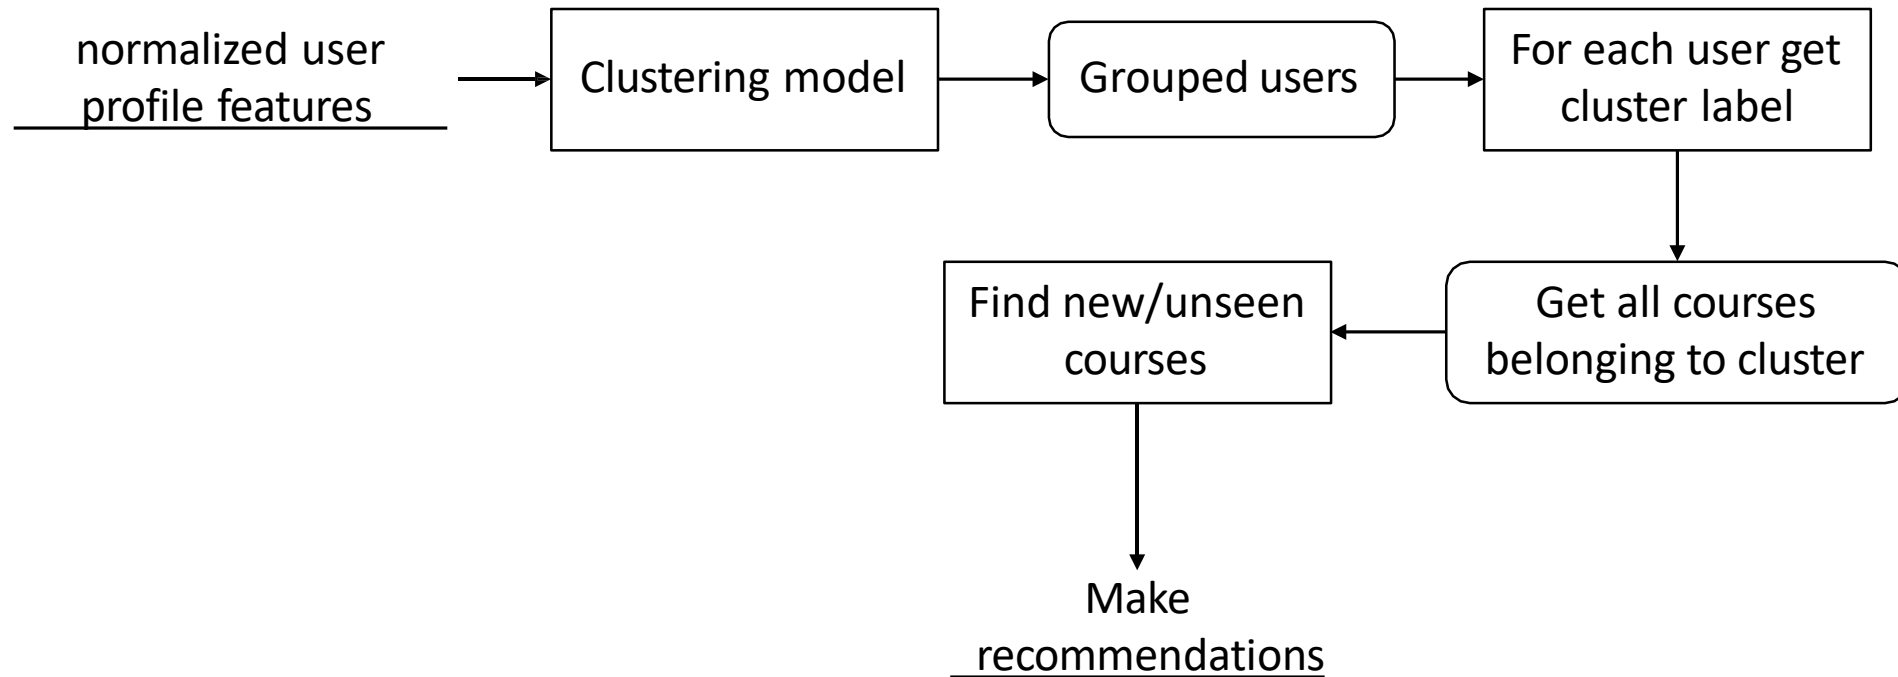 normalized user
profile features
Clustering model
Grouped users
For each user get
cluster label
Get all courses
belonging to cluster
Find new/unseen
courses
Make
recommendations